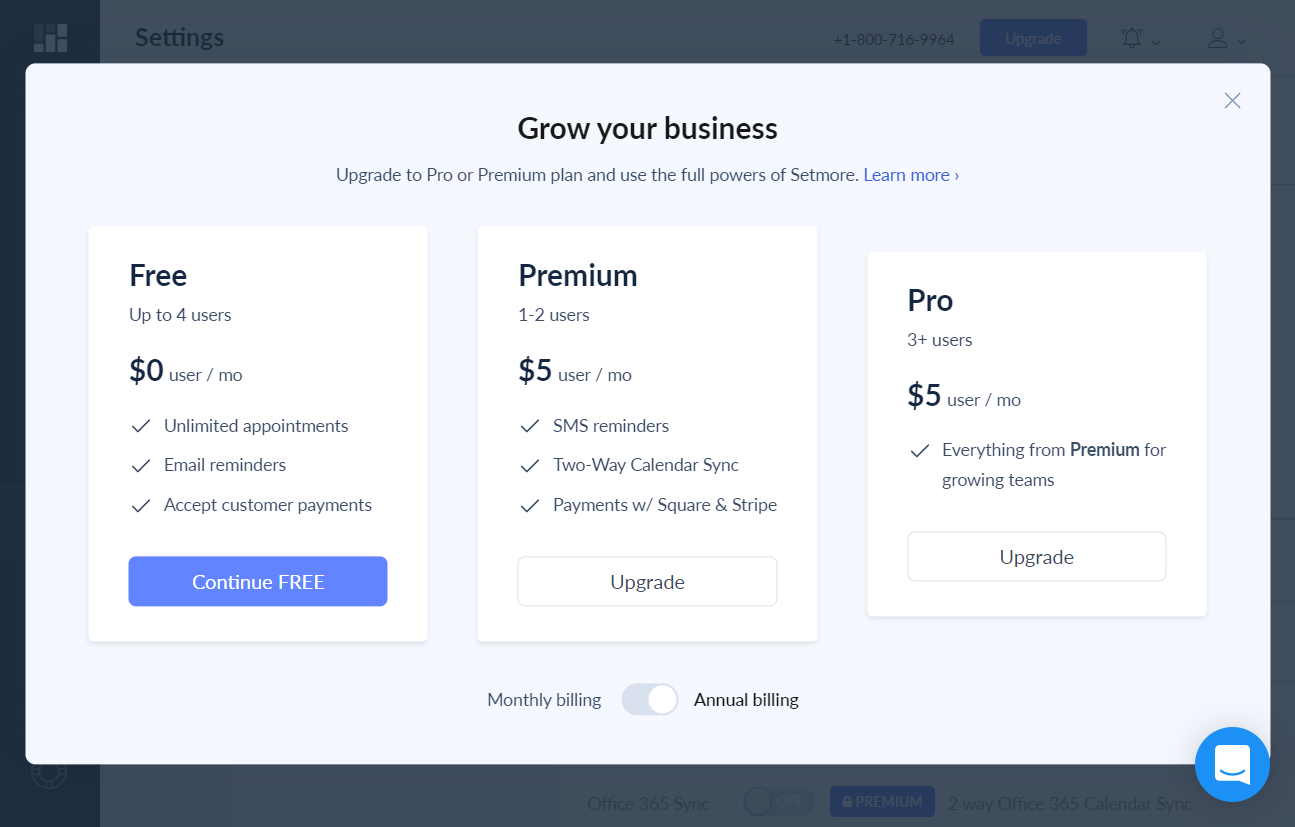 Settings
+1-800-716-9964
Upgrade
Grow your business
Upgrade to Pro or Premium plan and use the full powers of Setmore. Learn more ›
Free
Up to 4 users
$0 user / mo
Unlimited appointments
Email reminders
Accept customer payments
Continue FREE
Premium
1-2 users
$5 user / mo
SMS reminders
Two-Way Calendar Sync
Payments w/ Square & Stripe
Upgrade
Pro
3+ users
$5 user / mo
Everything from Premium for
growing teams
Upgrade
Monthly billing
Annual billing
Office 365 Sync
OFF
PREMIUM
2 way Office 365 Calendar Sync